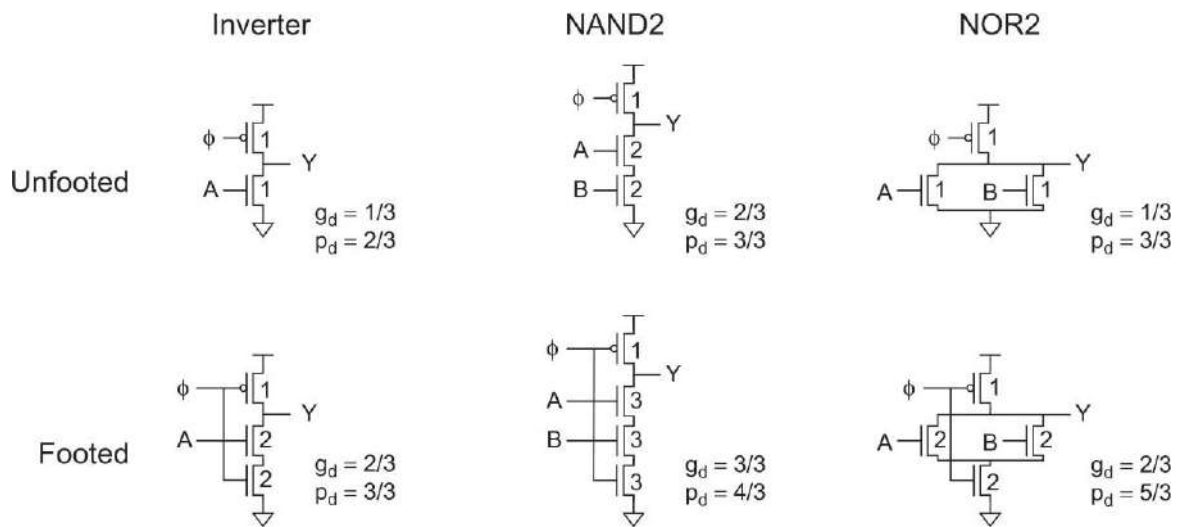 Inverter NAND2 NOR2
Unfooted
ϕ 1 Y
A 1
g_d = 1/3
p_d = 2/3
ϕ 1 Y
A 2
B 2
g_d = 2/3
p_d = 3/3
ϕ 1 Y
A 1 B 1
g_d = 1/3
p_d = 3/3
Footed
ϕ 1 Y
A 2
2
g_d = 2/3
p_d = 3/3
ϕ 1 Y
A 3
B 3
3
g_d = 3/3
p_d = 4/3
ϕ 1 Y
A 2 B 2
2
g_d = 2/3
p_d = 5/3